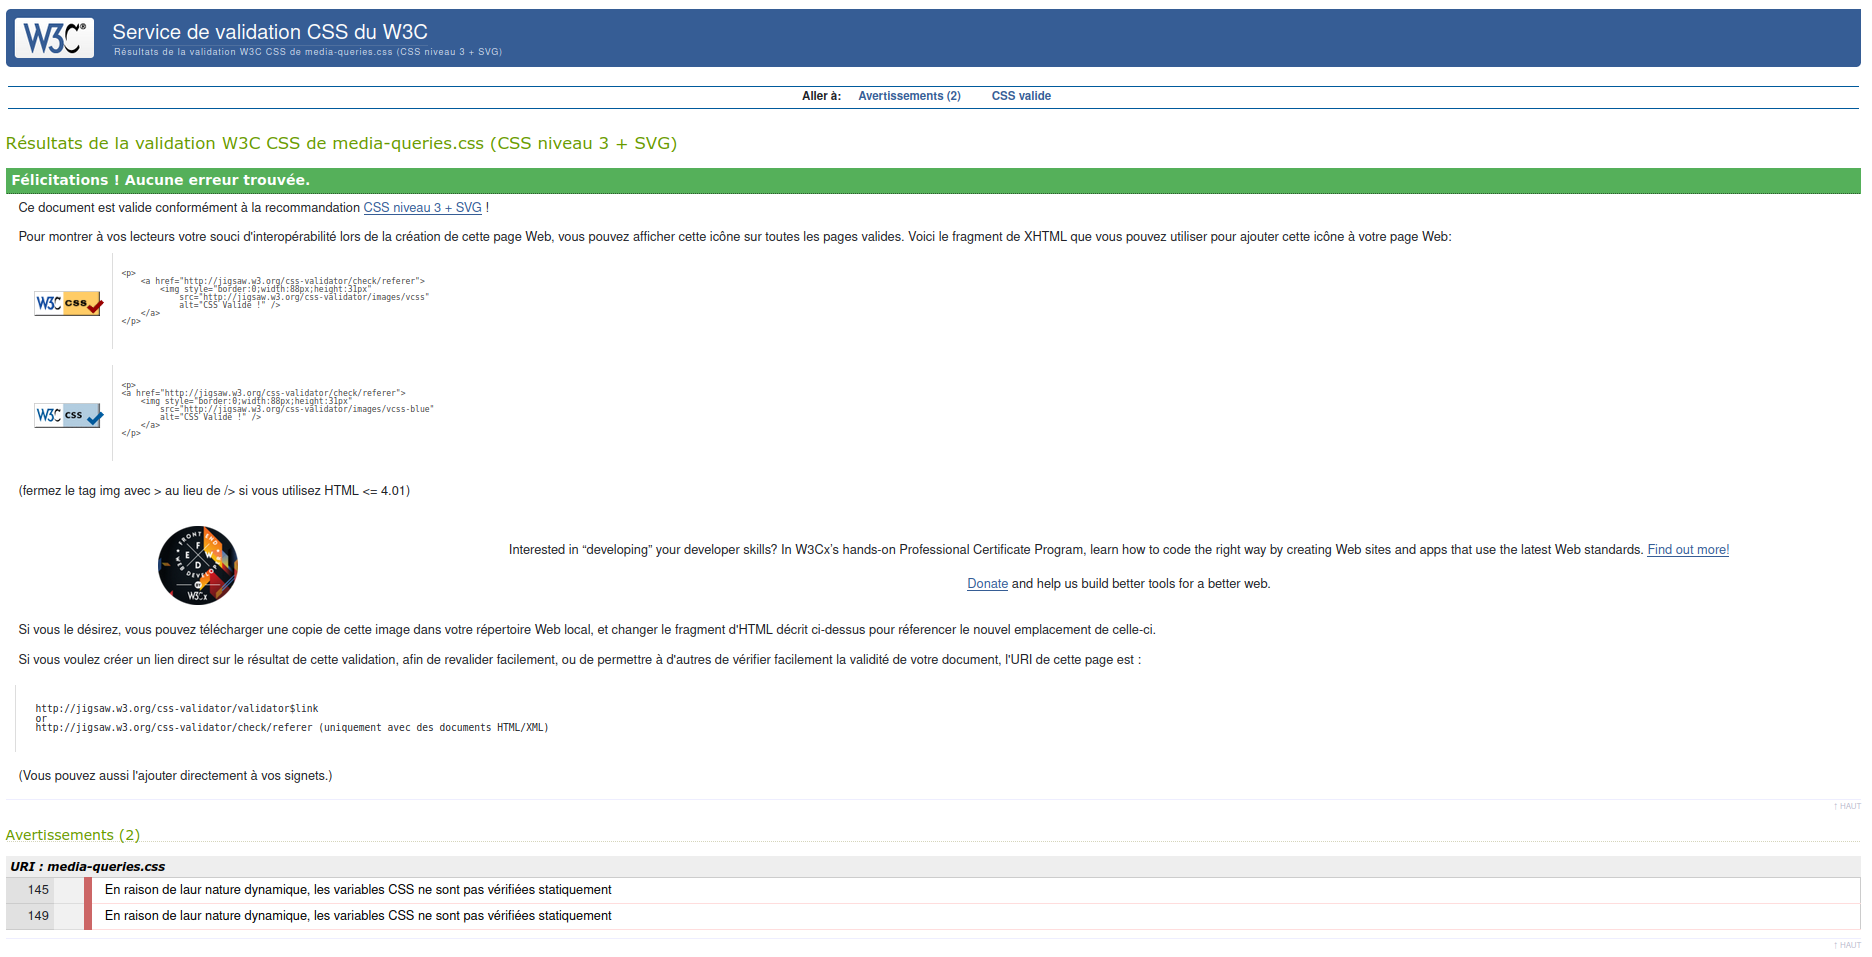 W3C®
Service de validation CSS du W3C
Résultats de la validation W3C CSS de media-queries.css (CSS niveau 3 + SVG)
Aller à: Avertissements (2) CSS valide
Résultats de la validation W3C CSS de media-queries.css (CSS niveau 3 + SVG)
Félicitations ! Aucune erreur trouvée.
Ce document est valide conformément à la recommandation CSS niveau 3 + SVG !
Pour montrer à vos lecteurs votre souci d'interopérabilité lors de la création de cette page Web, vous pouvez afficher cette icône sur toutes les pages valides. Voici le fragment de XHTML que vous pouvez utiliser pour ajouter cette icône à votre page Web:
W3C css
<p>
<a href="http://jigsaw.w3.org/css-validator/check/referer">
<img style="border:0;width:88px;height:31px"
src="http://jigsaw.w3.org/css-validator/images/vcss"
alt="CSS Valide !" />
</a>
</p>
W3C css
<p>
<a href="http://jigsaw.w3.org/css-validator/check/referer">
<img style="border:0;width:88px;height:31px"
src="http://jigsaw.w3.org/css-validator/images/vcss-blue"
alt="CSS Valide !" />
</a>
</p>
(fermez le tag img avec > au lieu de /> si vous utilisez HTML <= 4.01)
FRONT END
F
E W
D
WEB DEVELOPER
W3Cx
Interested in “developing” your developer skills? In W3Cx’s hands-on Professional Certificate Program, learn how to code the right way by creating Web sites and apps that use the latest Web standards. Find out more!
Donate and help us build better tools for a better web.
Si vous le désirez, vous pouvez télécharger une copie de cette image dans votre répertoire Web local, et changer le fragment d'HTML décrit ci-dessus pour réferencer le nouvel emplacement de celle-ci.
Si vous voulez créer un lien direct sur le résultat de cette validation, afin de revalider facilement, ou de permettre à d'autres de vérifier facilement la validité de votre document, l'URI de cette page est :
http://jigsaw.w3.org/css-validator/validator$link
or
http://jigsaw.w3.org/css-validator/check/referer (uniquement avec des documents HTML/XML)
(Vous pouvez aussi l'ajouter directement à vos signets.)
↑ HAUT
Avertissements (2)
URI : media-queries.css
145 En raison de laur nature dynamique, les variables CSS ne sont pas vérifiées statiquement
149 En raison de laur nature dynamique, les variables CSS ne sont pas vérifiées statiquement
↑ HAUT